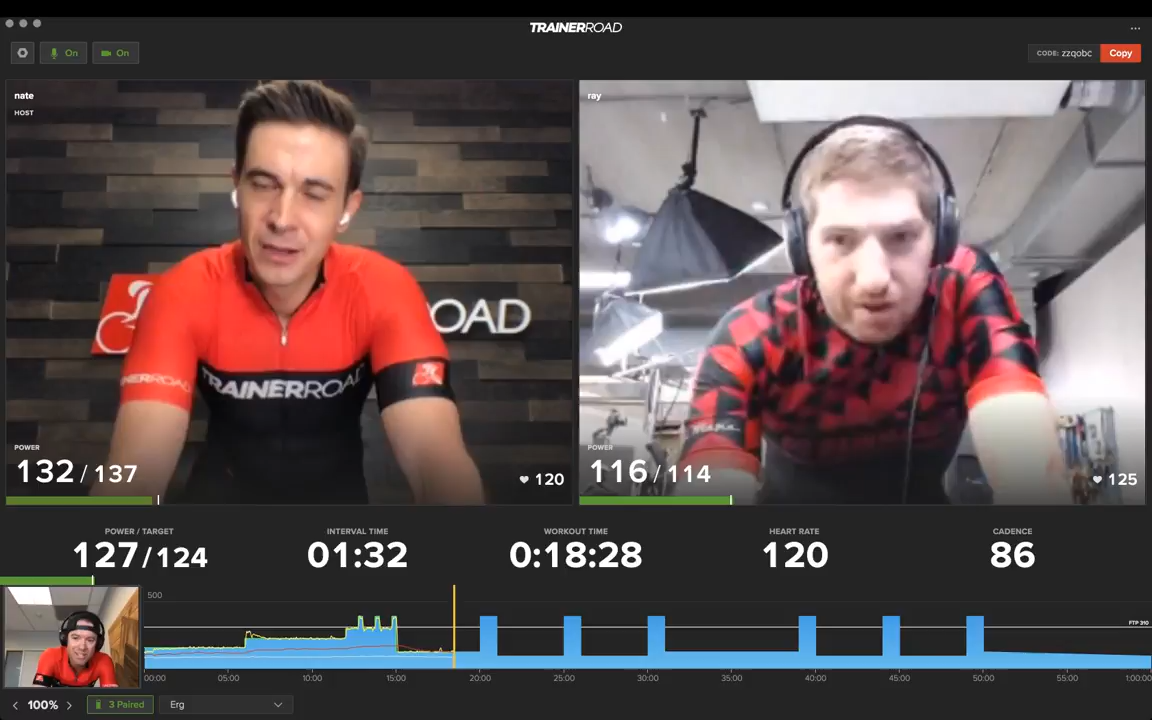 TRAINERROAD
...
On
On
CODE: zzqobc
Copy
nate
HOST
OAD
TRAINERROAD
TRAINERROAD
POWER
132 / 137
120
ray
POWER
116 / 114
125
POWER / TARGET
127/124
INTERVAL TIME
01:32
WORKOUT TIME
0:18:28
HEART RATE
120
CADENCE
86
500
FTP 310
00:00 05:00 10:00 15:00 20:00 25:00 30:00 35:00 40:00 45:00 50:00 55:00 1:00:00
< 100% >
3 Paired
Erg